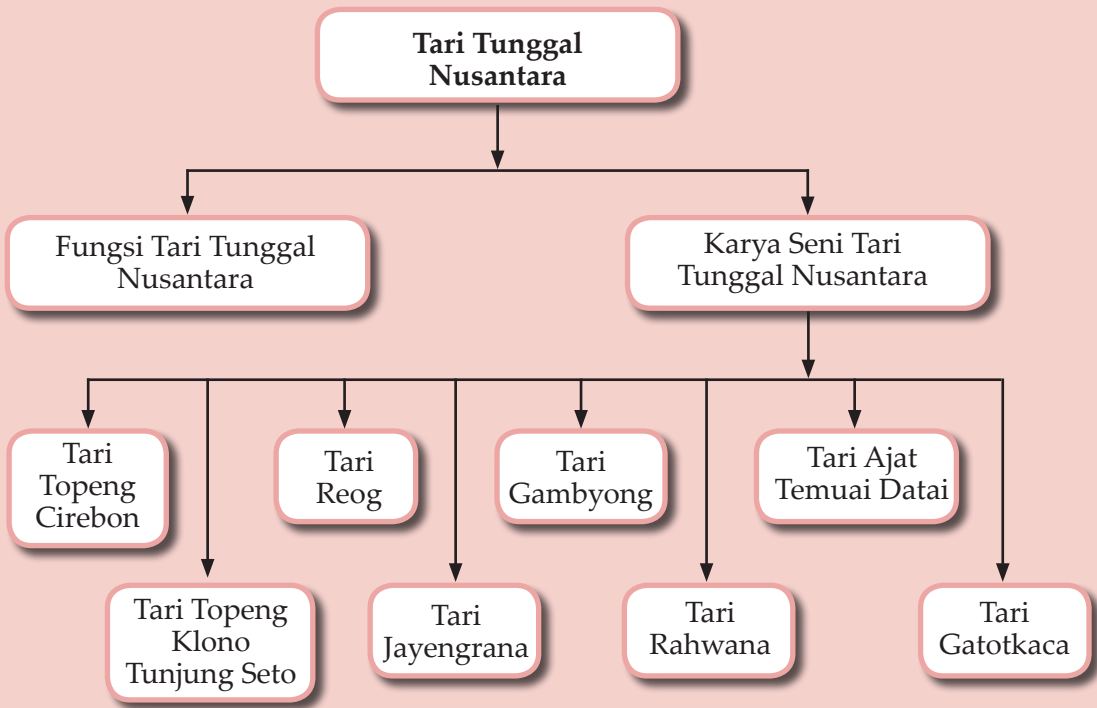 Tari Tunggal
Nusantara
Fungsi Tari Tunggal
Nusantara
Karya Seni Tari
Tunggal Nusantara
Tari
Topeng
Cirebon
Tari
Reog
Tari
Gambyong
Tari Ajat
Temuai Datai
Tari Topeng
Klono
Tunjung Seto
Tari
Jayengrana
Tari
Rahwana
Tari
Gatotkaca